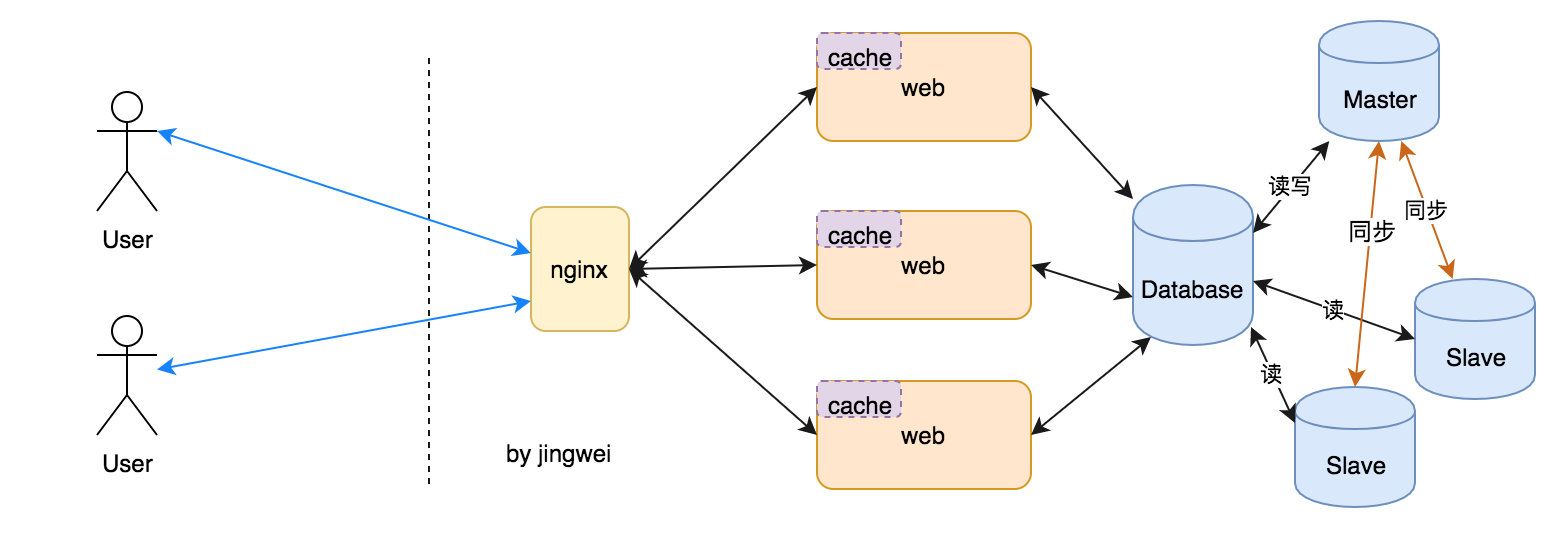 User
User
nginx
by jingwei
cache
web
cache
web
cache
web
Database
读写
读
读
同步
同步
Master
Slave
Slave